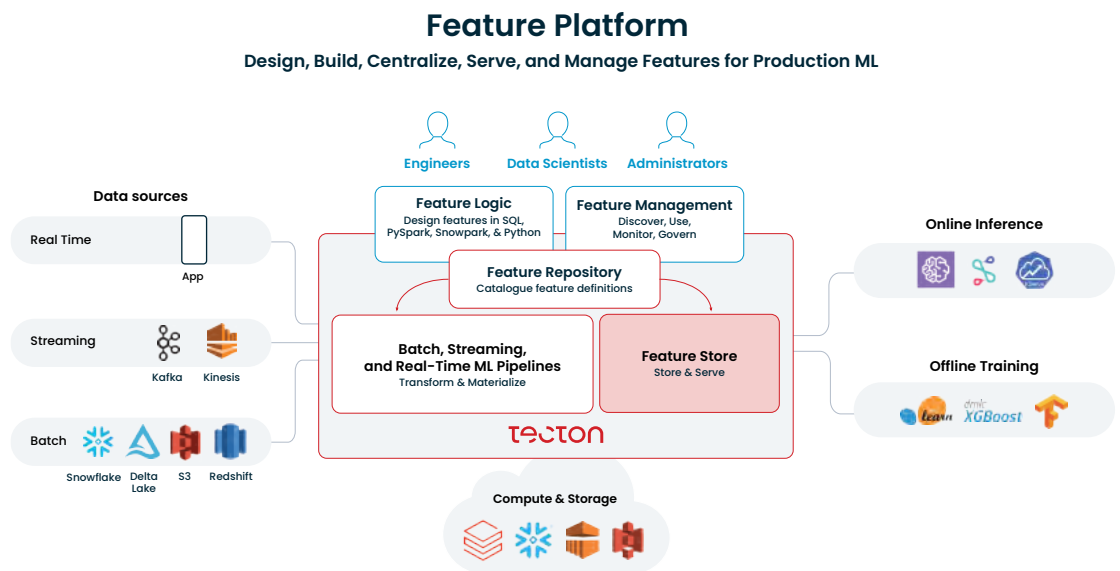 Feature Platform
Design, Build, Centralize, Serve, and Manage Features for Production ML
Engineers
Data Scientists
Administrators
Data sources
Real Time
App
Streaming
Kafka
Kinesis
Batch
Snowflake
Delta
Lake
S3
Redshift
Feature Logic
Design features in SQL,
PySpark, Snowpark, & Python
Feature Management
Discover, Use,
Monitor, Govern
Feature Repository
Catalogue feature definitions
Batch, Streaming,
and Real-Time ML Pipelines
Transform & Materialize
Feature Store
Store & Serve
tecton
Compute & Storage
Online Inference
Offline Training
learn
dmlc
XGBoost